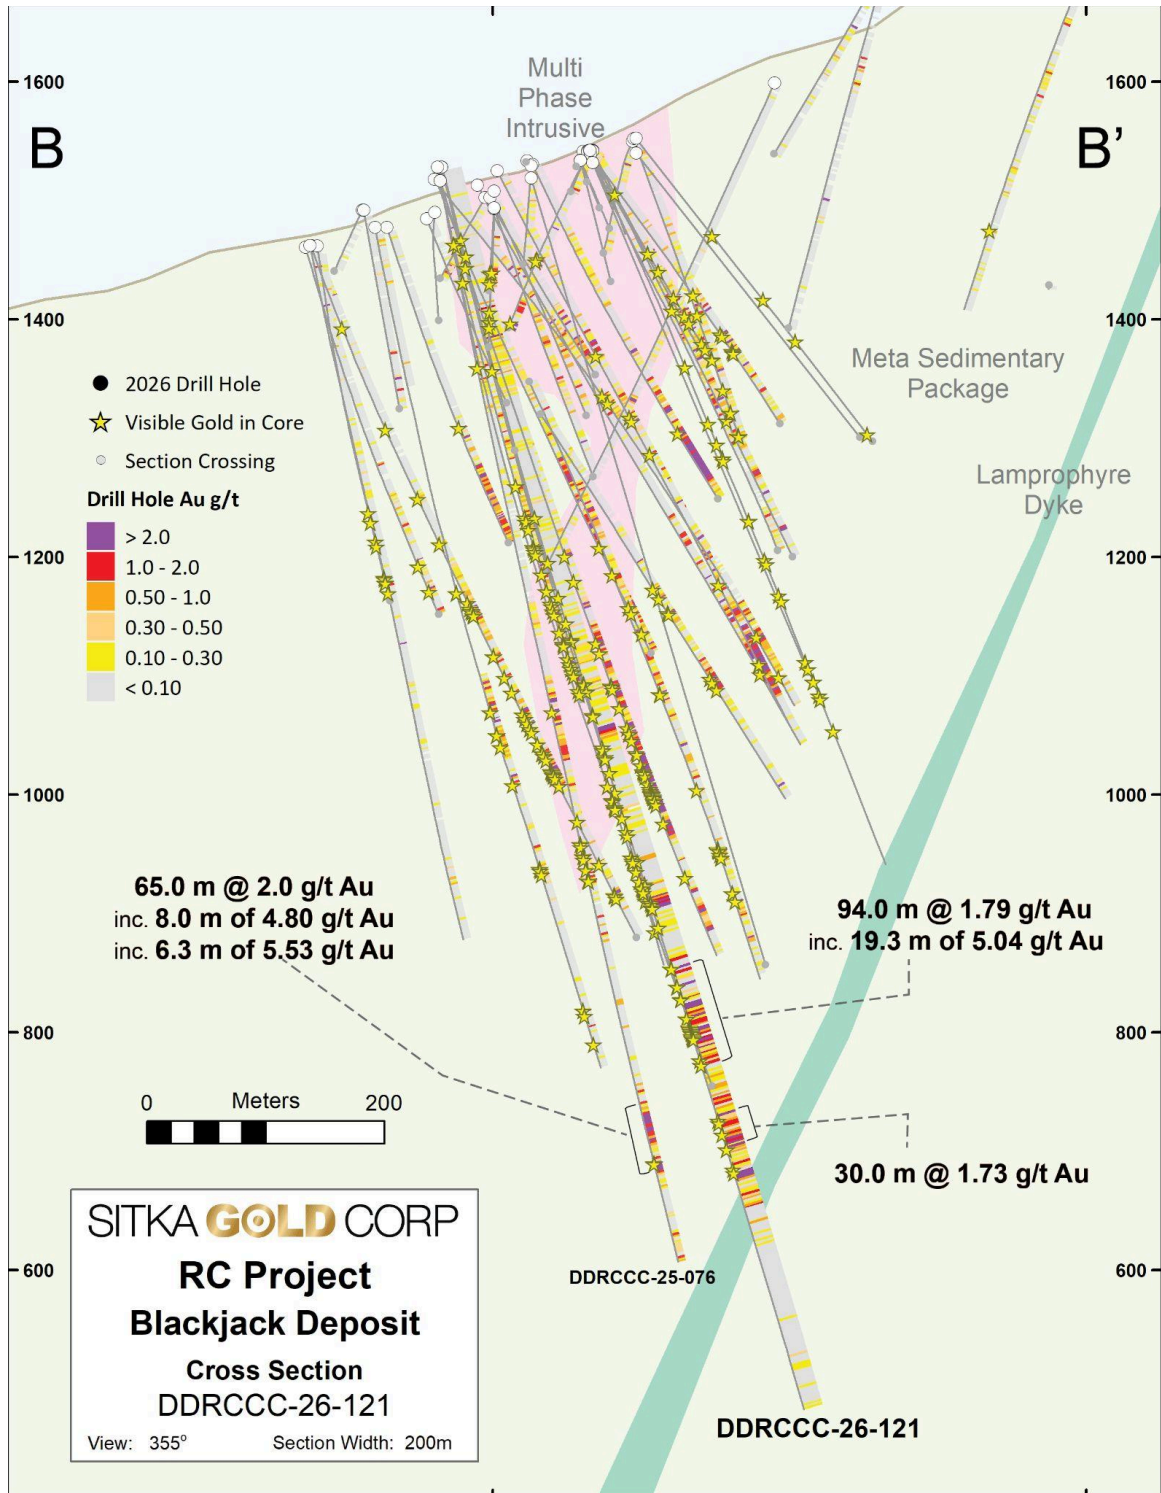 Multi
Phase
Intrusive
1600
1600
B
B’
1400
1400
Meta Sedimentary
Package
2026 Drill Hole
Visible Gold in Core
Section Crossing
Lamprophyre
Dyke
Drill Hole Au g/t
> 2.0
1.0 - 2.0
0.50 - 1.0
0.30 - 0.50
0.10 - 0.30
< 0.10
1200
1200
1000
1000
65.0 m @ 2.0 g/t Au
inc. 8.0 m of 4.80 g/t Au
inc. 6.3 m of 5.53 g/t Au
94.0 m @ 1.79 g/t Au
inc. 19.3 m of 5.04 g/t Au
800
800
0 Meters 200
30.0 m @ 1.73 g/t Au
SITKA GOLD CORP
RC Project
Blackjack Deposit
Cross Section
DDRCCC-26-121
View: 355º Section Width: 200m
600
600
DDRCCC-25-076
DDRCCC-26-121